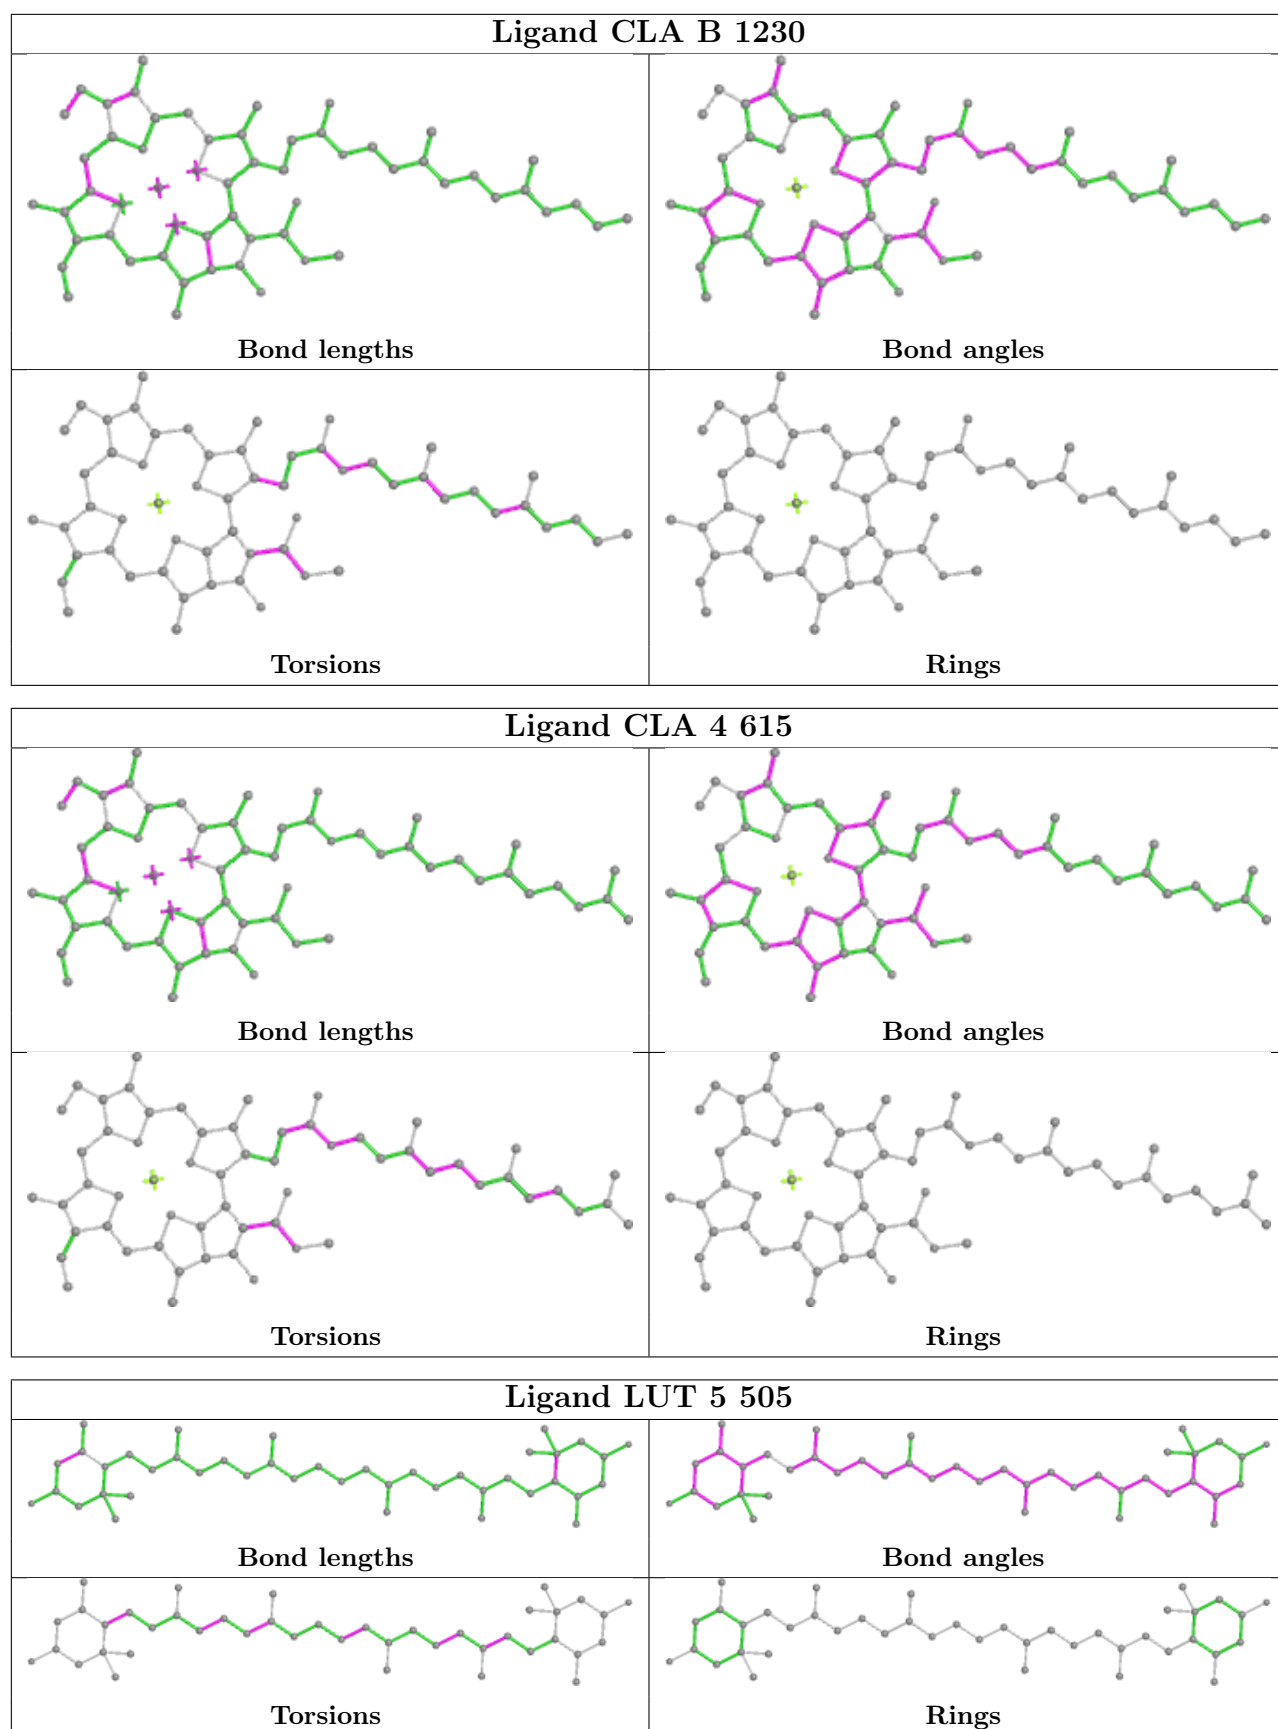 Ligand CLA B 1230
Bond lengths
Bond angles
Torsions
Rings
Ligand CLA 4 615
Bond lengths
Bond angles
Torsions
Rings
Ligand LUT 5 505
Bond lengths
Bond angles
Torsions
Rings